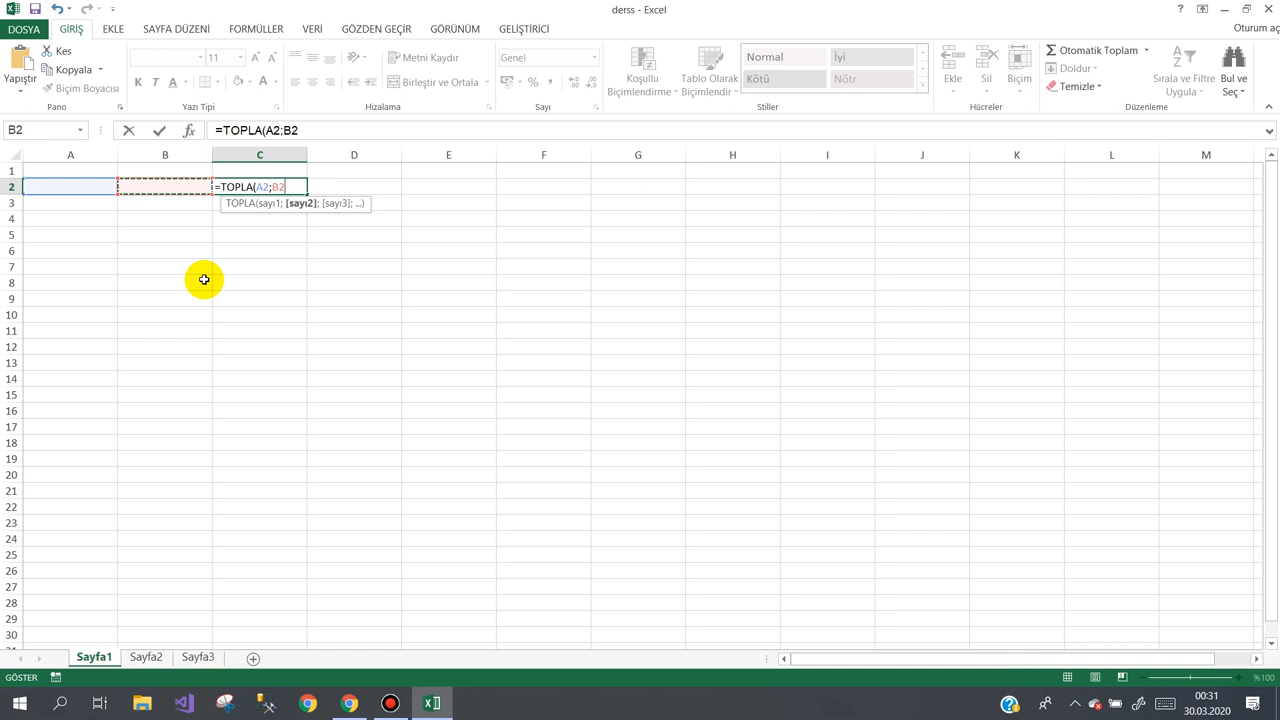 derss - Excel
DOSYA GİRİŞ EKLE SAYFA DÜZENİ FORMÜLLER VERİ GÖZDEN GEÇİR GÖRÜNÜM GELİŞTİRİCİ Oturum aç
Yapıştır
Kes
Kopyala
Biçim Boyacısı
Pano
11
K T A
Yazı Tipi
Metni Kaydır
Birleştir ve Ortala
Hizalama
Genel
Sayı
Koşullu Biçimlendirme
Tablo Olarak Biçimlendir
Normal İyi
Kötü Nötr
Stiller
Ekle Sil Biçim
Hücreler
Otomatik Toplam
Doldur
Temizle
Sırala ve Filtre Uygula
Bul ve Seç
Düzenleme
B2 fx =TOPLA(A2;B2
A B C D E F G H I J K L M
1
2 =TOPLA(A2;B2
3 TOPLA(sayı1; [sayı2]; [sayı3]; ...)
4
5
6
7
8
9
10
11
12
13
14
15
16
17
18
19
20
21
22
23
24
25
26
27
28
29
30
Sayfa1 Sayfa2 Sayfa3
GÖSTER %100
00:31
30.03.2020